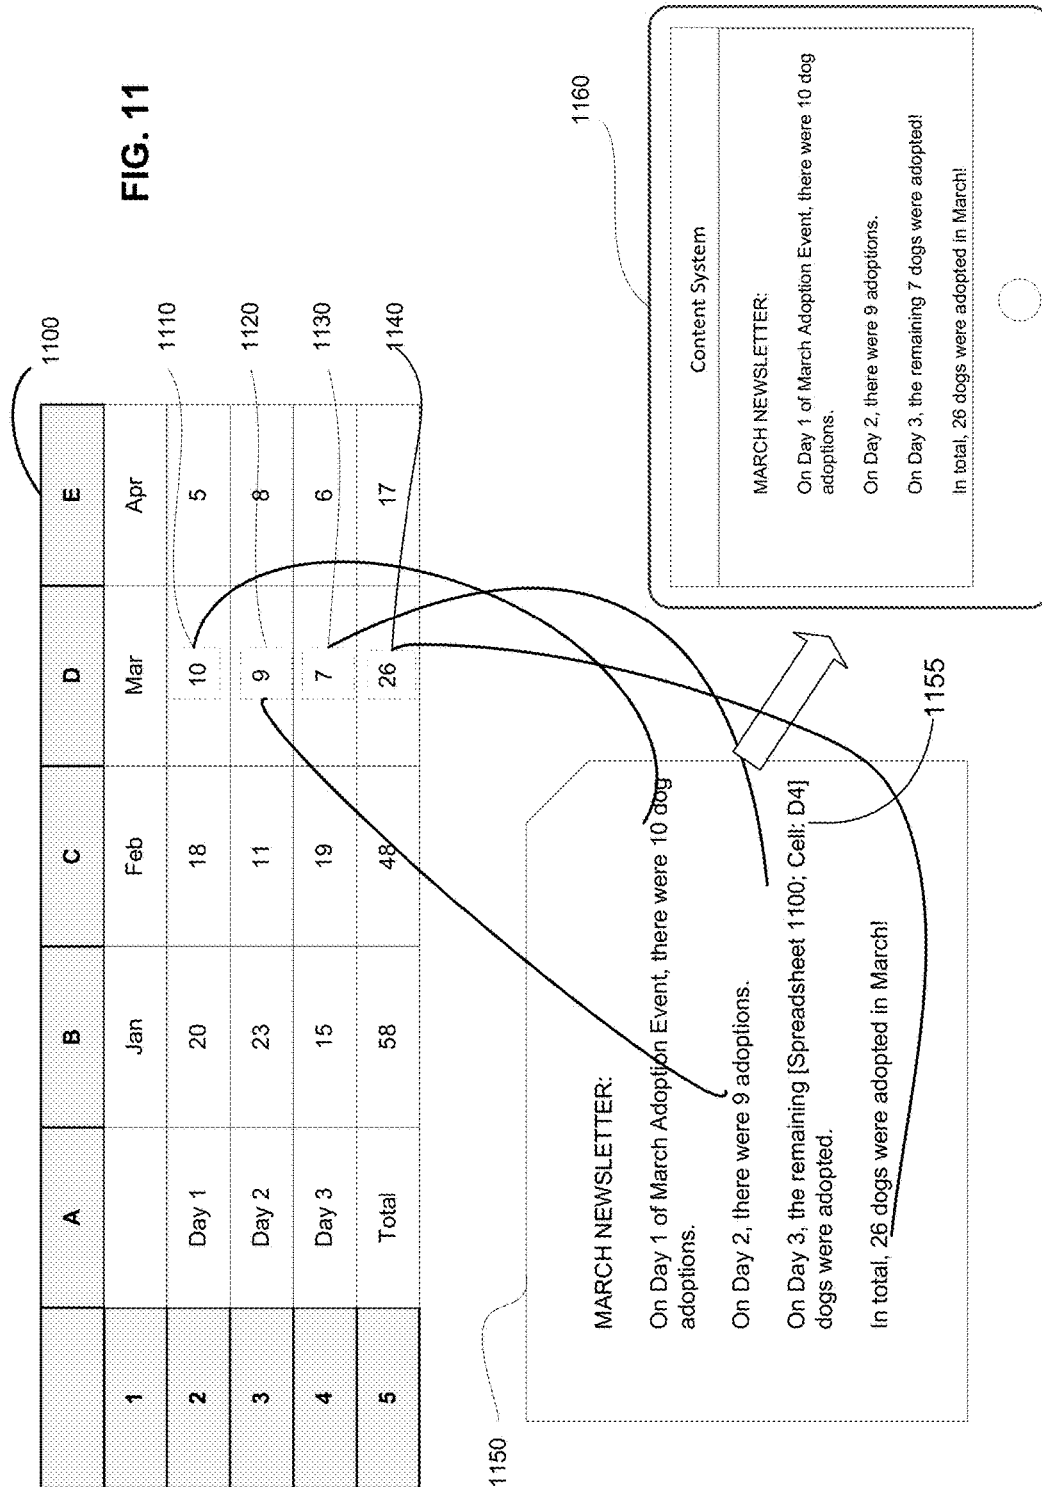 FIG. 11
1100
A B C D E
1 Jan Feb Mar Apr
2 Day 1 20 18 10 5
3 Day 2 23 11 9 8
4 Day 3 15 19 7 6
5 Total 58 48 26 17
1110
1120
1130
1140
1150
MARCH NEWSLETTER:
On Day 1 of March Adoption Event, there were 10 dog
adoptions.
On Day 2, there were 9 adoptions.
On Day 3, the remaining [Spreadsheet 1100; Cell: D4]
dogs were adopted.
In total, 26 dogs were adopted in March!
1155
1160
Content System
MARCH NEWSLETTER:
On Day 1 of March Adoption Event, there were 10 dog
adoptions.
On Day 2, there were 9 adoptions.
On Day 3, the remaining 7 dogs were adopted!
In total, 26 dogs were adopted in March!